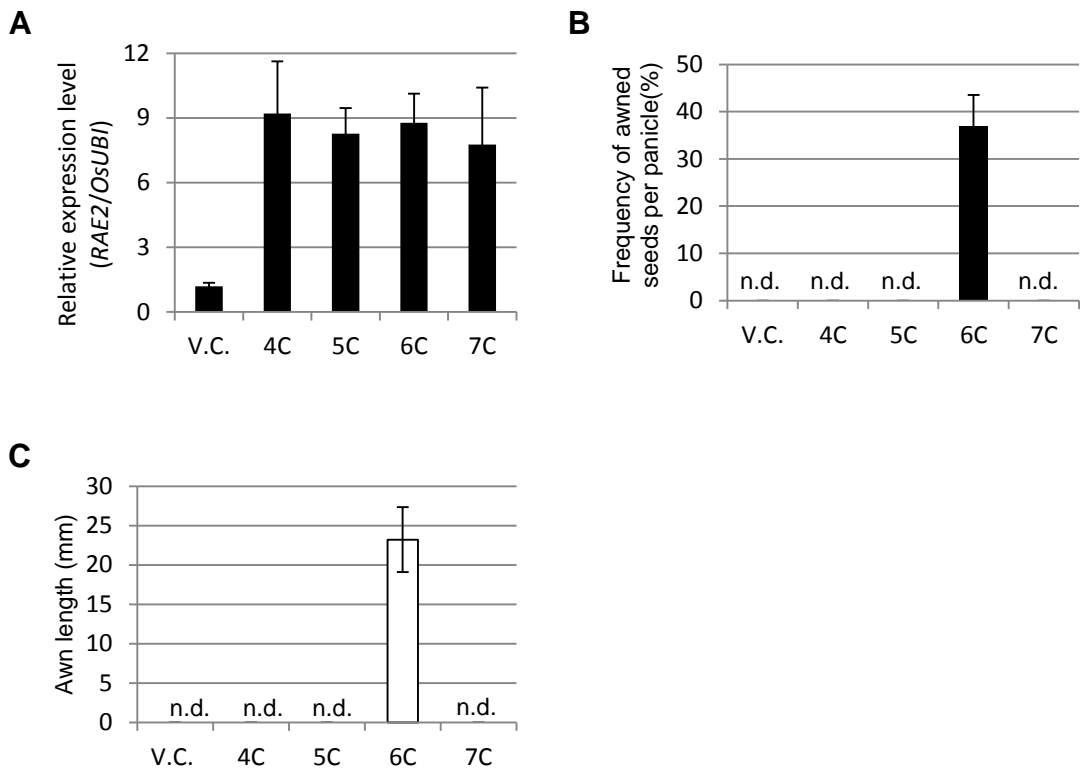 A
Relative expression level
(RAE2/OsUBI)
12
9
6
3
0
V.C. 4C 5C 6C 7C
B
Frequency of awned
seeds per panicle(%)
50
40
30
20
10
0
n.d. n.d. n.d. n.d.
V.C. 4C 5C 6C 7C
C
Awn length (mm)
30
25
20
15
10
5
0
n.d. n.d. n.d. n.d.
V.C. 4C 5C 6C 7C